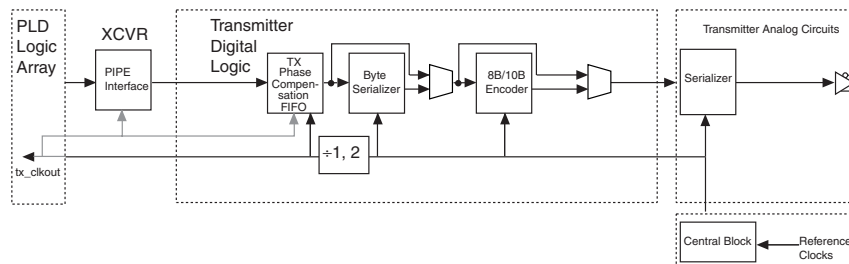 PLD
Logic
Array
XCVR
PIPE
Interface
Transmitter
Digital
Logic
TX
Phase
Compen-
sation
FIFO
Byte
Serializer
8B/10B
Encoder
Transmitter Analog Circuits
Serializer
÷1, 2
tx_clkout
Central Block
Reference
Clocks